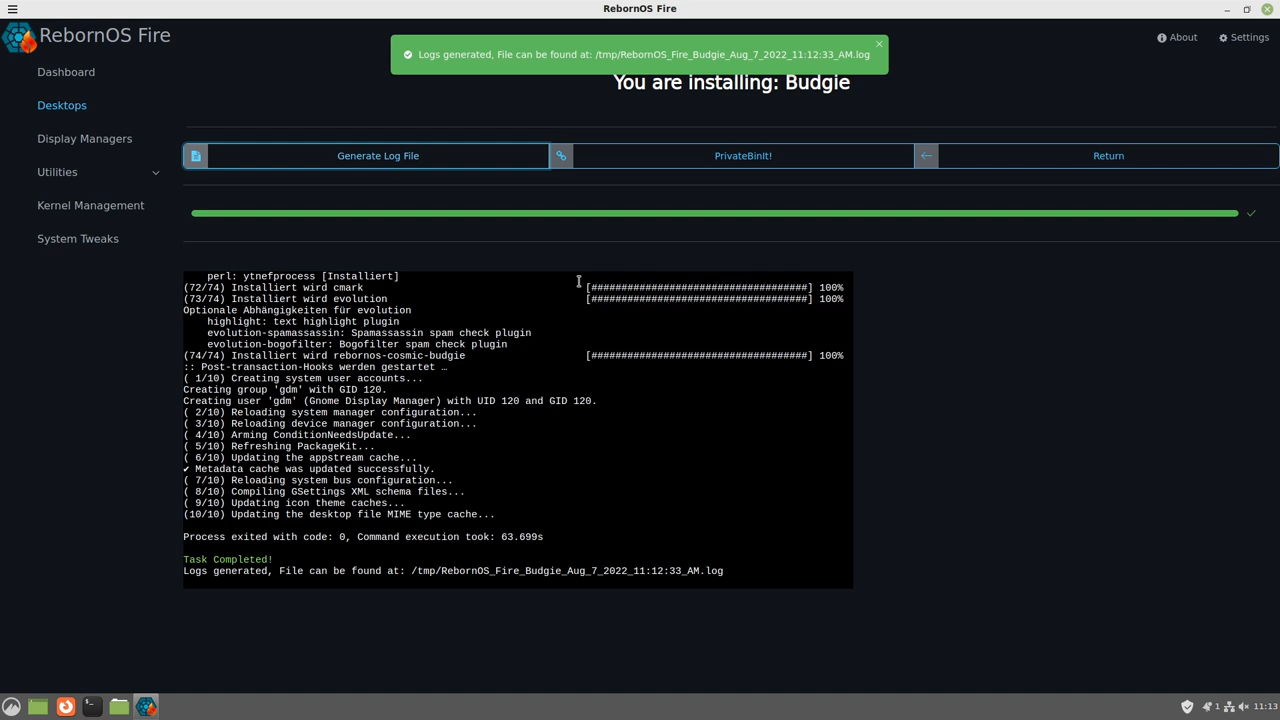 RebornOS Fire
RebornOS Fire
About
Settings
Logs generated, File can be found at: /tmp/RebornOS_Fire_Budgie_Aug_7_2022_11:12:33_AM.log
Dashboard
Desktops
Display Managers
Utilities
Kernel Management
System Tweaks
You are installing: Budgie
Generate Log File
PrivateBinIt!
Return
perl: ytnefprocess [Installiert]
(72/74) Installiert wird cmark [####################################] 100%
(73/74) Installiert wird evolution [####################################] 100%
Optionale Abhängigkeiten für evolution
highlight: text highlight plugin
evolution-spamassassin: Spamassassin spam check plugin
evolution-bogofilter: Bogofilter spam check plugin
(74/74) Installiert wird rebornos-cosmic-budgie [####################################] 100%
:: Post-transaction-Hooks werden gestartet …
( 1/10) Creating system user accounts...
Creating group 'gdm' with GID 120.
Creating user 'gdm' (Gnome Display Manager) with UID 120 and GID 120.
( 2/10) Reloading system manager configuration...
( 3/10) Reloading device manager configuration...
( 4/10) Arming ConditionNeedsUpdate...
( 5/10) Refreshing PackageKit...
( 6/10) Updating the appstream cache...
✔ Metadata cache was updated successfully.
( 7/10) Reloading system bus configuration...
( 8/10) Compiling GSettings XML schema files...
( 9/10) Updating icon theme caches...
(10/10) Updating the desktop file MIME type cache...
Process exited with code: 0, Command execution took: 63.699s
Task Completed!
Logs generated, File can be found at: /tmp/RebornOS_Fire_Budgie_Aug_7_2022_11:12:33_AM.log
1
11:13